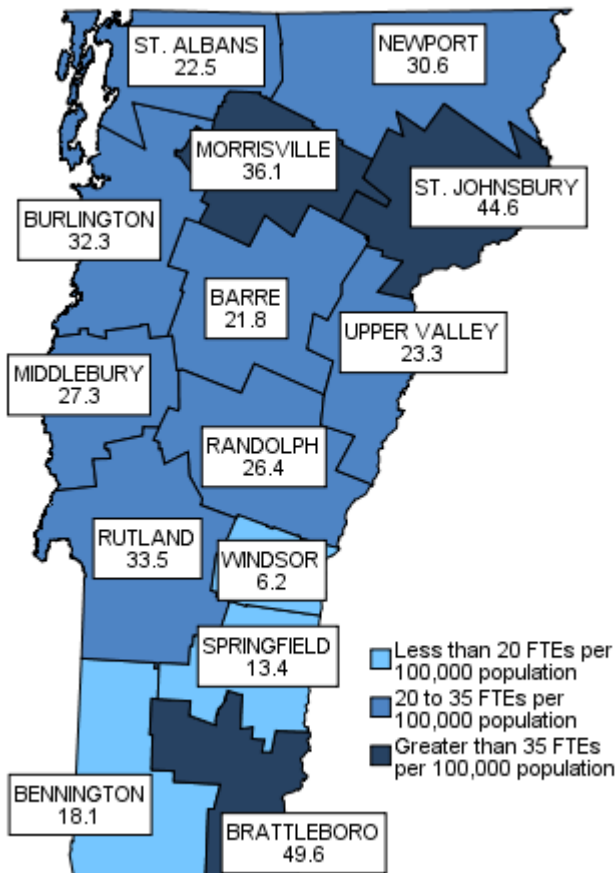 ST. ALBANS
22.5
NEWPORT
30.6
MORRISVILLE
36.1
ST. JOHNSBURY
44.6
BURLINGTON
32.3
BARRE
21.8
UPPER VALLEY
23.3
MIDDLEBURY
27.3
RANDOLPH
26.4
RUTLAND
33.5
WINDSOR
6.2
SPRINGFIELD
13.4
Less than 20 FTEs per
100,000 population
20 to 35 FTEs per
100,000 population
Greater than 35 FTEs
per 100,000 population
BENNINGTON
18.1
BRATTLEBORO
49.6